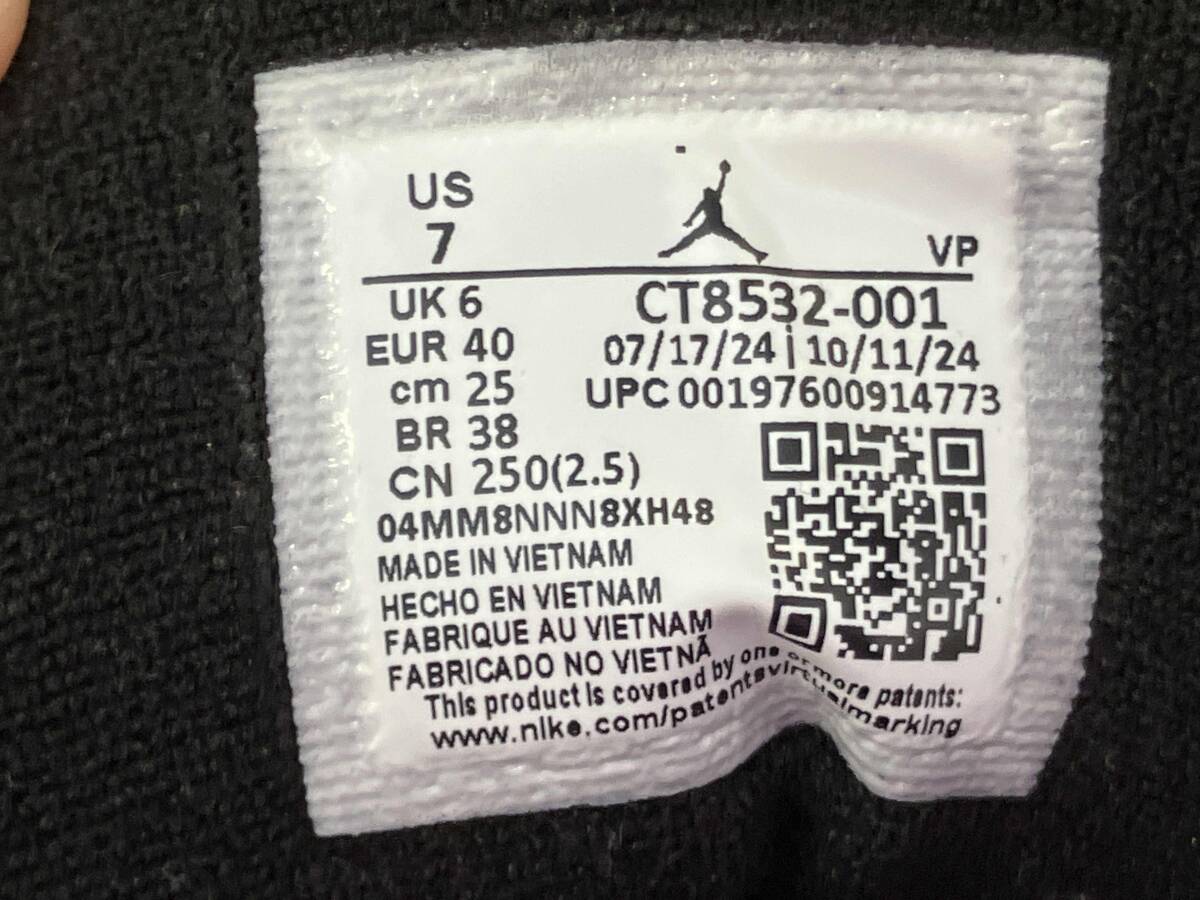 US
7
VP
UK 6
CT8532-001
EUR 40
07/17/24 | 10/11/24
cm 25
UPC 00197600914773
BR 38
CN 250(2.5)
04MM8NNN8XH48
MADE IN VIETNAM
HECHO EN VIETNAM
FABRIQUE AU VIETNAM
FABRICADO NO VIETNÃ
This product is covered by one or more patents:
www.nike.com/patentsvirtualmarking